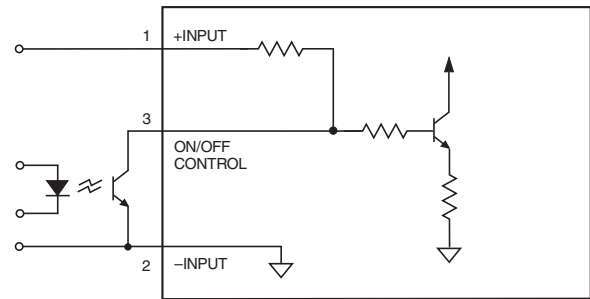 1
+INPUT
3
ON/OFF
CONTROL
2
–INPUT